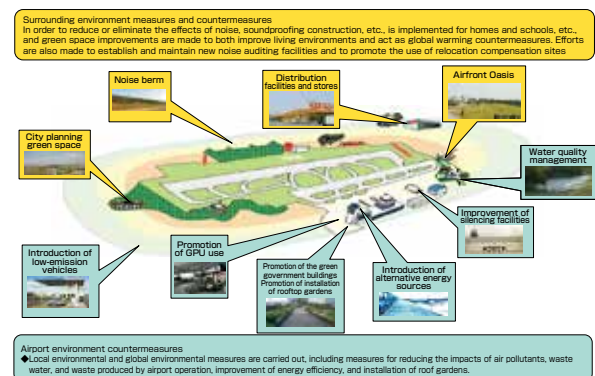 Surrounding environment measures and countermeasures
In order to reduce or eliminate the effects of noise, soundproofing construction, etc., is implemented for homes and schools, etc.,
and green space improvements are made to both improve living environments and act as global warming countermeasures. Efforts
are also made to establish and maintain new noise auditing facilities and to promote the use of relocation compensation sites
Noise berm
Distribution
facilities and stores
Airfront Oasis
City planning
green space
Water quality
management
Improvement of
silencing facilities
Introduction of
low-emission
vehicles
Promotion
of GPU use
Promotion of the green
government buildings
Promotion of installation
of rooftop gardens
Introduction of
alternative energy
sources
Airport environment countermeasures
◆Local environmental and global environmental measures are carried out, including measures for reducing the impacts of air pollutants, waste
water, and waste produced by airport operation, improvement of energy efficiency, and installation of roof gardens.